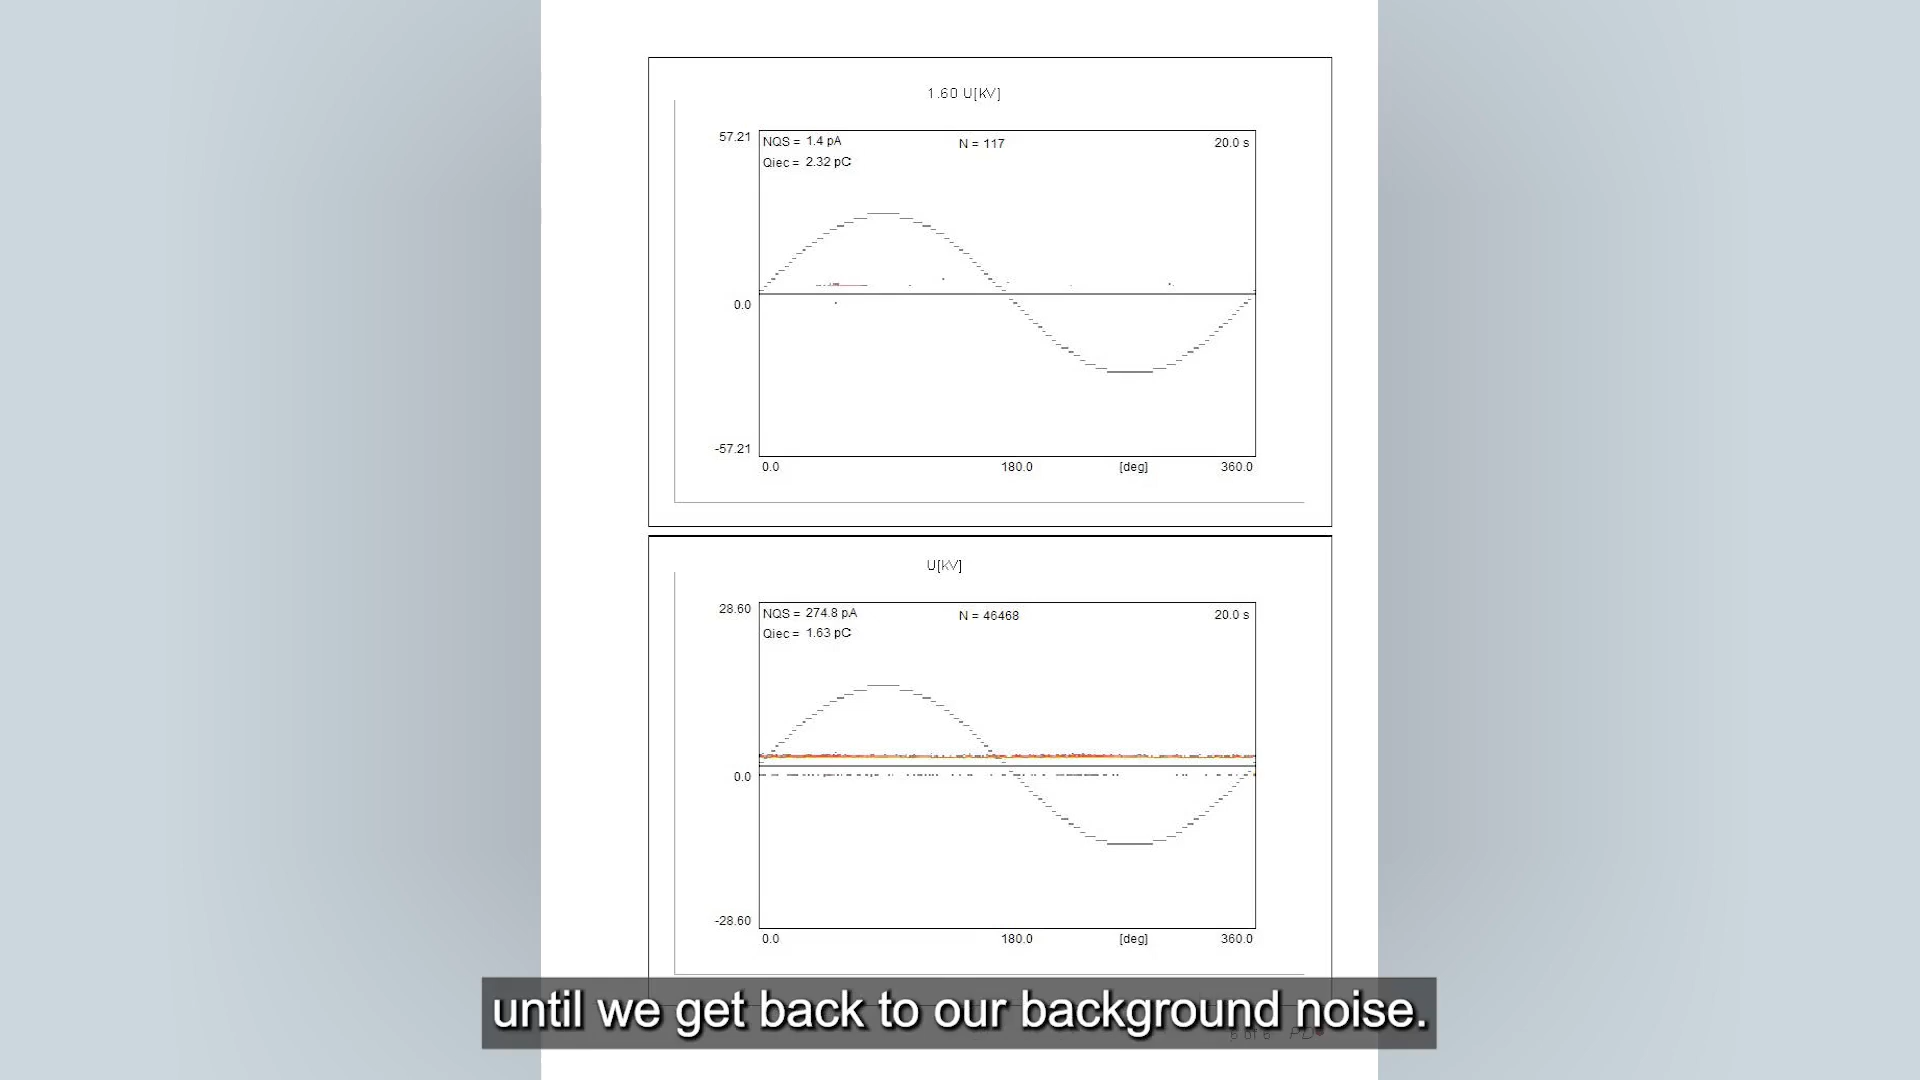 1.60 U[kV]
57.21
NQS = 1.4 pA
N = 117
20.0 s
Qiec = 2.32 pC
0.0
-57.21
0.0
180.0
[deg]
360.0
U[kV]
28.60
NQS = 274.8 pA
N = 46468
20.0 s
Qiec = 1.63 pC
0.0
-28.60
0.0
180.0
[deg]
360.0
until we get back to our background noise.